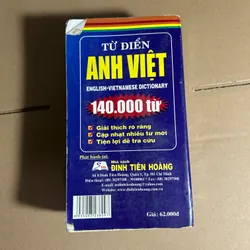 TỪ ĐIỂN
ANH VIỆT
ENGLISH-VIETNAMESE DICTIONARY
140.000 từ
Giải thích rõ ràng
Cập nhật nhiều từ mới
Tiện lợi dễ tra cứu
Phát hành tại:
Nhà sách
ĐINH TIÊN HOÀNG
Giá: 62.000đ